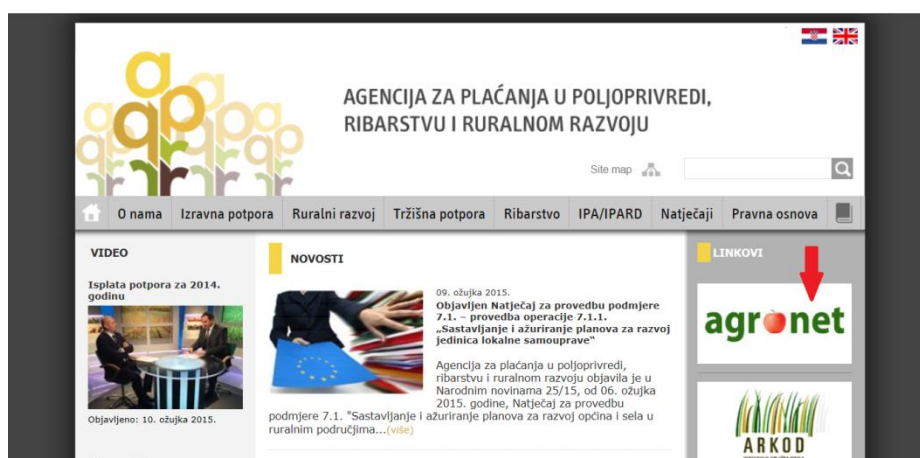 AGENCIJA ZA PLAĆANJA U POLJOPRIVREDI,
RIBARSTVU I RURALNOM RAZVOJU
Site map
O nama Izravna potpora Ruralni razvoj Tržišna potpora Ribarstvo IPA/IPARD Natječaji Pravna osnova
VIDEO
Isplata potpora za 2014.
godinu
Objavljeno: 10. ožujka 2015.
NOVOSTI
09. ožujka 2015.
Objavljen Natječaj za provedbu podmjere
7.1. – provedba operacije 7.1.1.
„Sastavljanje i ažuriranje planova za razvoj
jedinica lokalne samouprave“
Agencija za plaćanja u poljoprivredi,
ribarstvu i ruralnom razvoju objavila je u
Narodnim novinama 25/15, od 06. ožujka
2015. godine, Natječaj za provedbu
podmjere 7.1. "Sastavljanje i ažuriranje planova za razvoj općina i sela u
ruralnim područjima...(više)
LINKOVI
agronet
ARKOD